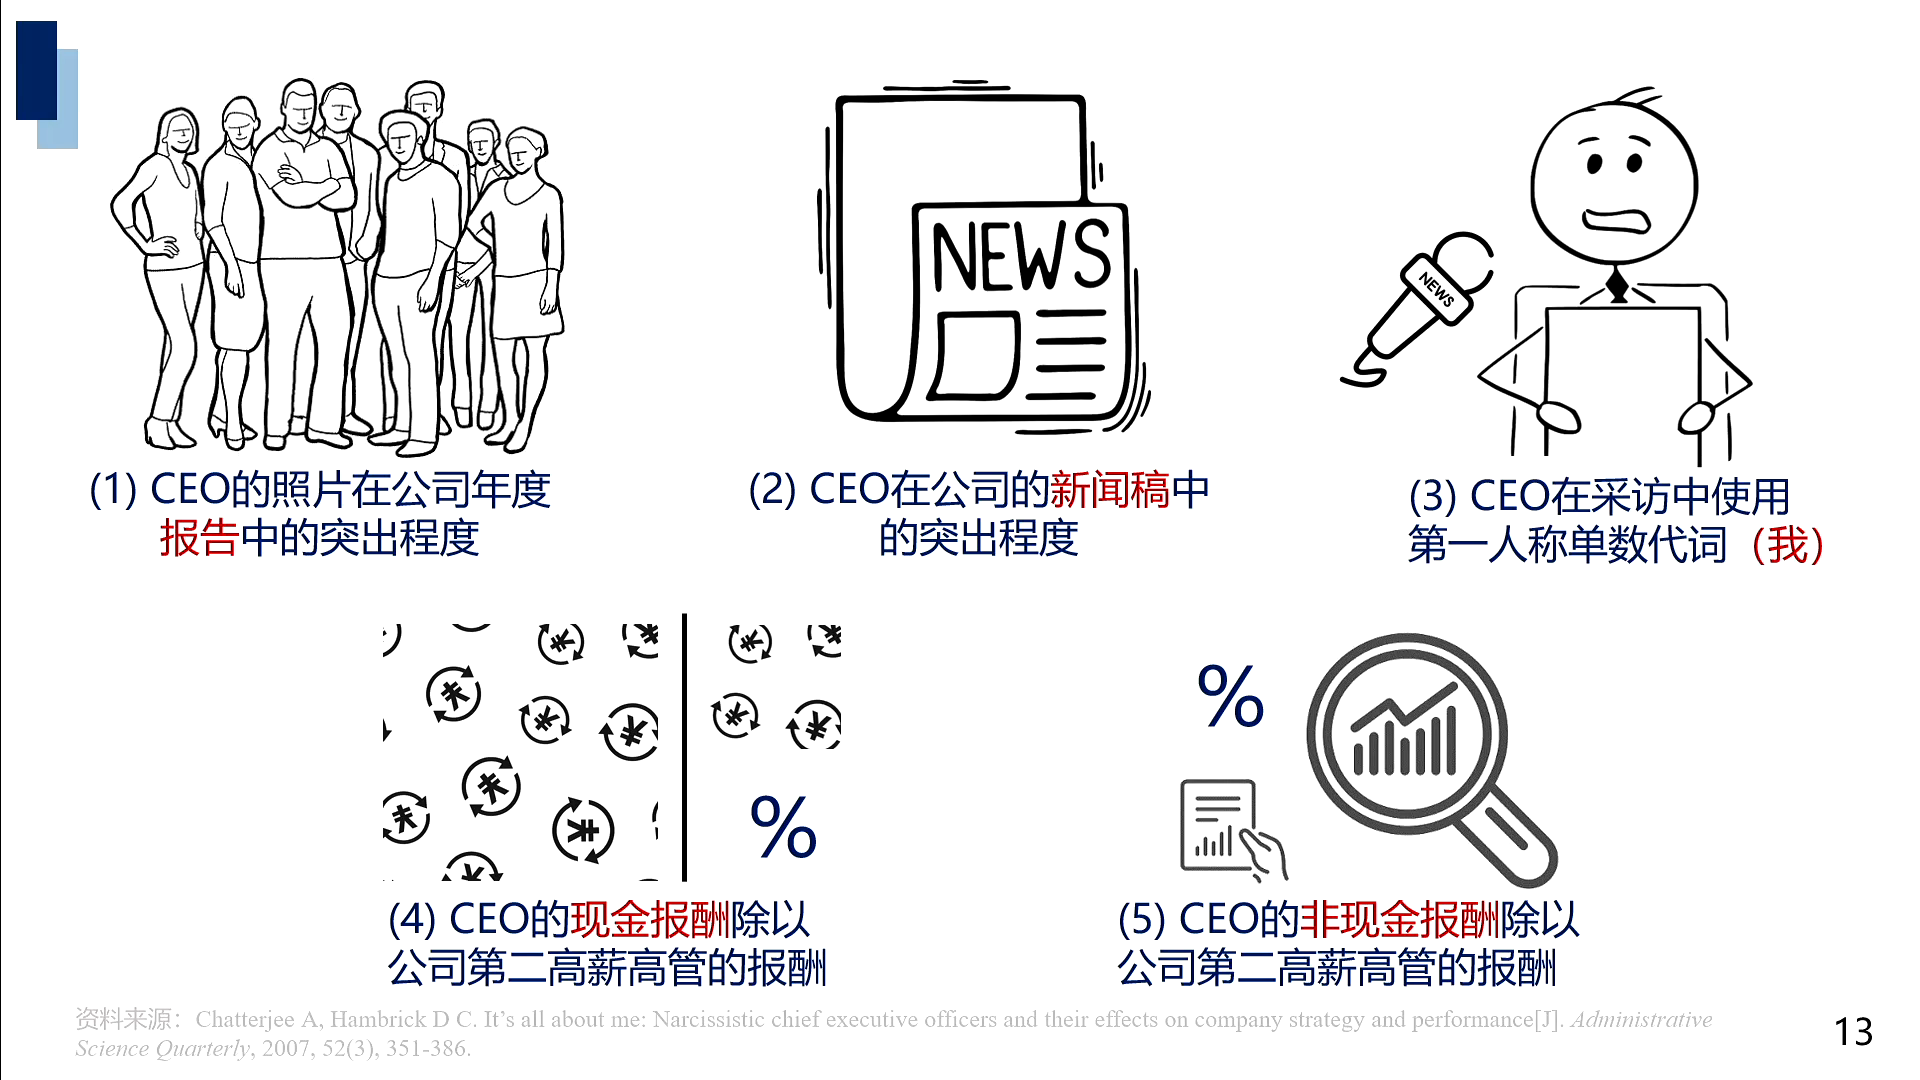 NEWS
NEWS
(1) CEO的照片在公司年度
报告中的突出程度
(2) CEO在公司的新闻稿中
的突出程度
(3) CEO在采访中使用
第一人称单数代词（我）
%
%
(4) CEO的现金报酬除以
公司第二高薪高管的报酬
(5) CEO的非现金报酬除以
公司第二高薪高管的报酬
资料来源：Chatterjee A, Hambrick D C. It’s all about me: Narcissistic chief executive officers and their effects on company strategy and performance[J]. Administrative
Science Quarterly, 2007, 52(3), 351-386.
13